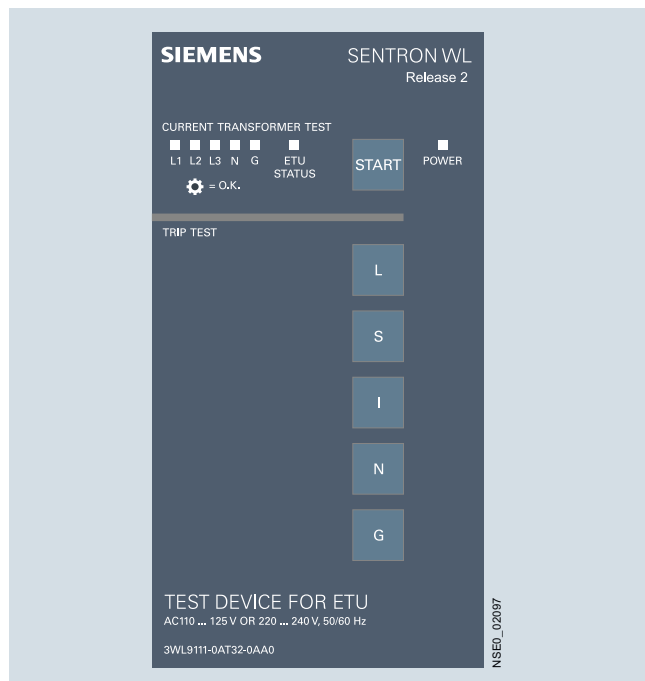 SIEMENS
SENTRON WL
Release 2
CURRENT TRANSFORMER TEST
L1 L2 L3 N G
ETU
STATUS
= O.K.
START
POWER
TRIP TEST
L
S
I
N
G
TEST DEVICE FOR ETU
AC110 ... 125 V OR 220 ... 240 V, 50/60 Hz
3WL9111-0AT32-0AA0
NSE0_02097